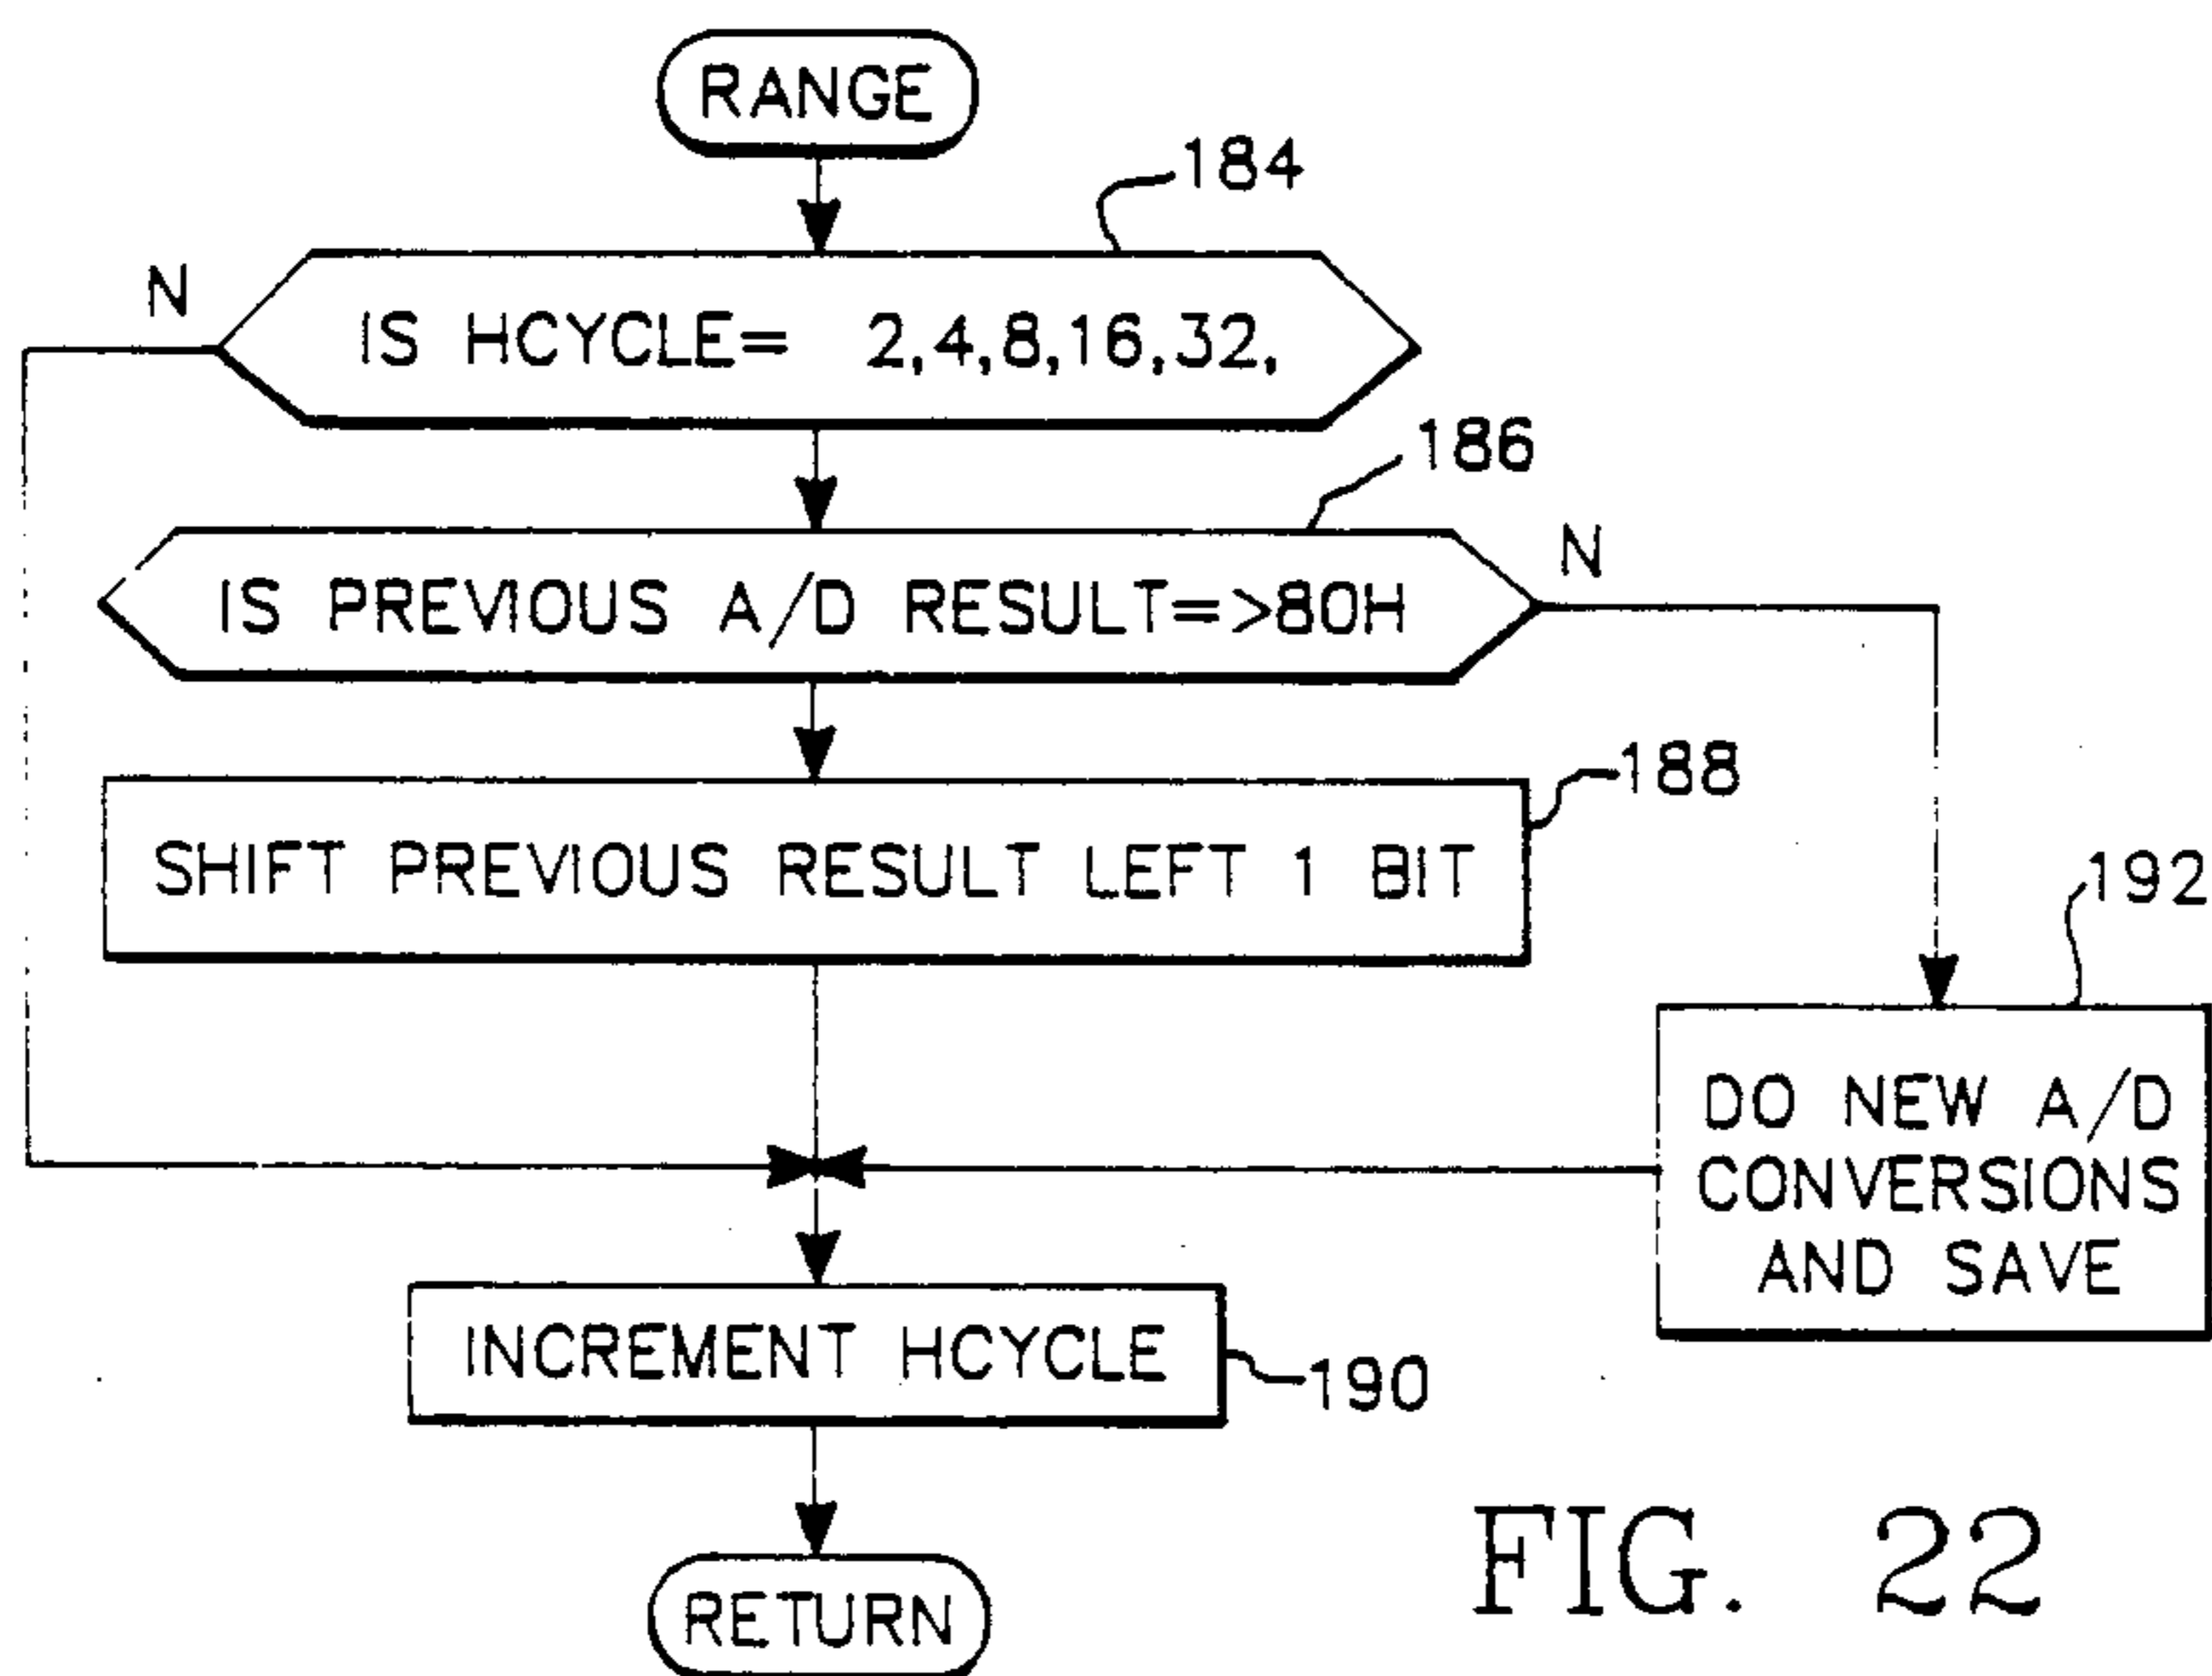 RANGE
184
N
IS HCYCLE= 2,4,8,16,32,
186
N
IS PREVIOUS A/D RESULT=>80H
188
SHIFT PREVIOUS RESULT LEFT 1 BIT
192
DO NEW A/D
CONVERSIONS
AND SAVE
INCREMENT HCYCLE
190
RETURN
FIG. 22